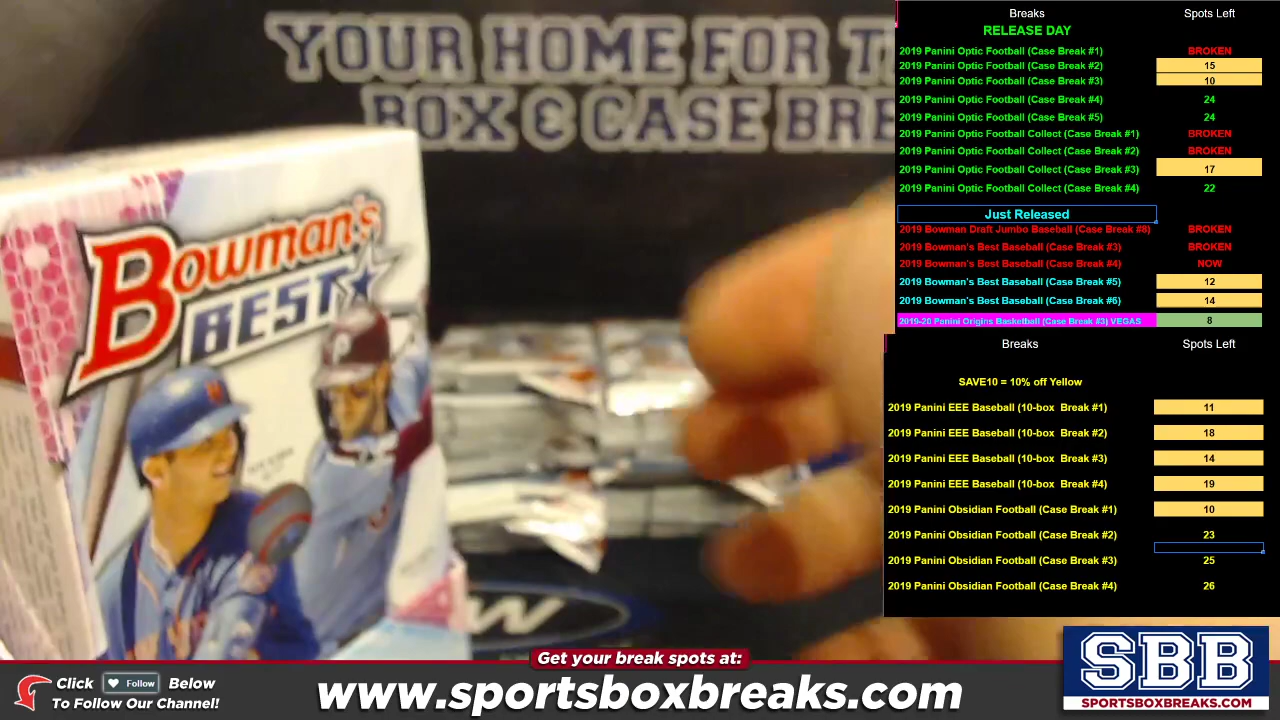 UR HOME FOR T
BOX & CASE BRE
Bowman's
BEST
Breaks Spots Left
RELEASE DAY
2019 Panini Optic Football (Case Break #1) BROKEN
2019 Panini Optic Football (Case Break #2) 15
2019 Panini Optic Football (Case Break #3) 10
2019 Panini Optic Football (Case Break #4) 24
2019 Panini Optic Football (Case Break #5) 24
2019 Panini Optic Football Collect (Case Break #1) BROKEN
2019 Panini Optic Football Collect (Case Break #2) BROKEN
2019 Panini Optic Football Collect (Case Break #3) 17
2019 Panini Optic Football Collect (Case Break #4) 22
Just Released
2019 Bowman Draft Jumbo Baseball (Case Break #8) BROKEN
2019 Bowman's Best Baseball (Case Break #3) BROKEN
2019 Bowman's Best Baseball (Case Break #4) NOW
2019 Bowman's Best Baseball (Case Break #5) 12
2019 Bowman's Best Baseball (Case Break #6) 14
2019-20 Panini Origins Basketball (Case Break #3) VEGAS 8
Breaks Spots Left
SAVE10 = 10% off Yellow
2019 Panini EEE Baseball (10-box Break #1) 11
2019 Panini EEE Baseball (10-box Break #2) 18
2019 Panini EEE Baseball (10-box Break #3) 14
2019 Panini EEE Baseball (10-box Break #4) 19
2019 Panini Obsidian Football (Case Break #1) 10
2019 Panini Obsidian Football (Case Break #2) 23
2019 Panini Obsidian Football (Case Break #3) 25
2019 Panini Obsidian Football (Case Break #4) 26
Get your break spots at:
Click Follow Below
To Follow Our Channel!
www.sportsboxbreaks.com
SBB
SPORTSBOXBREAKS.COM